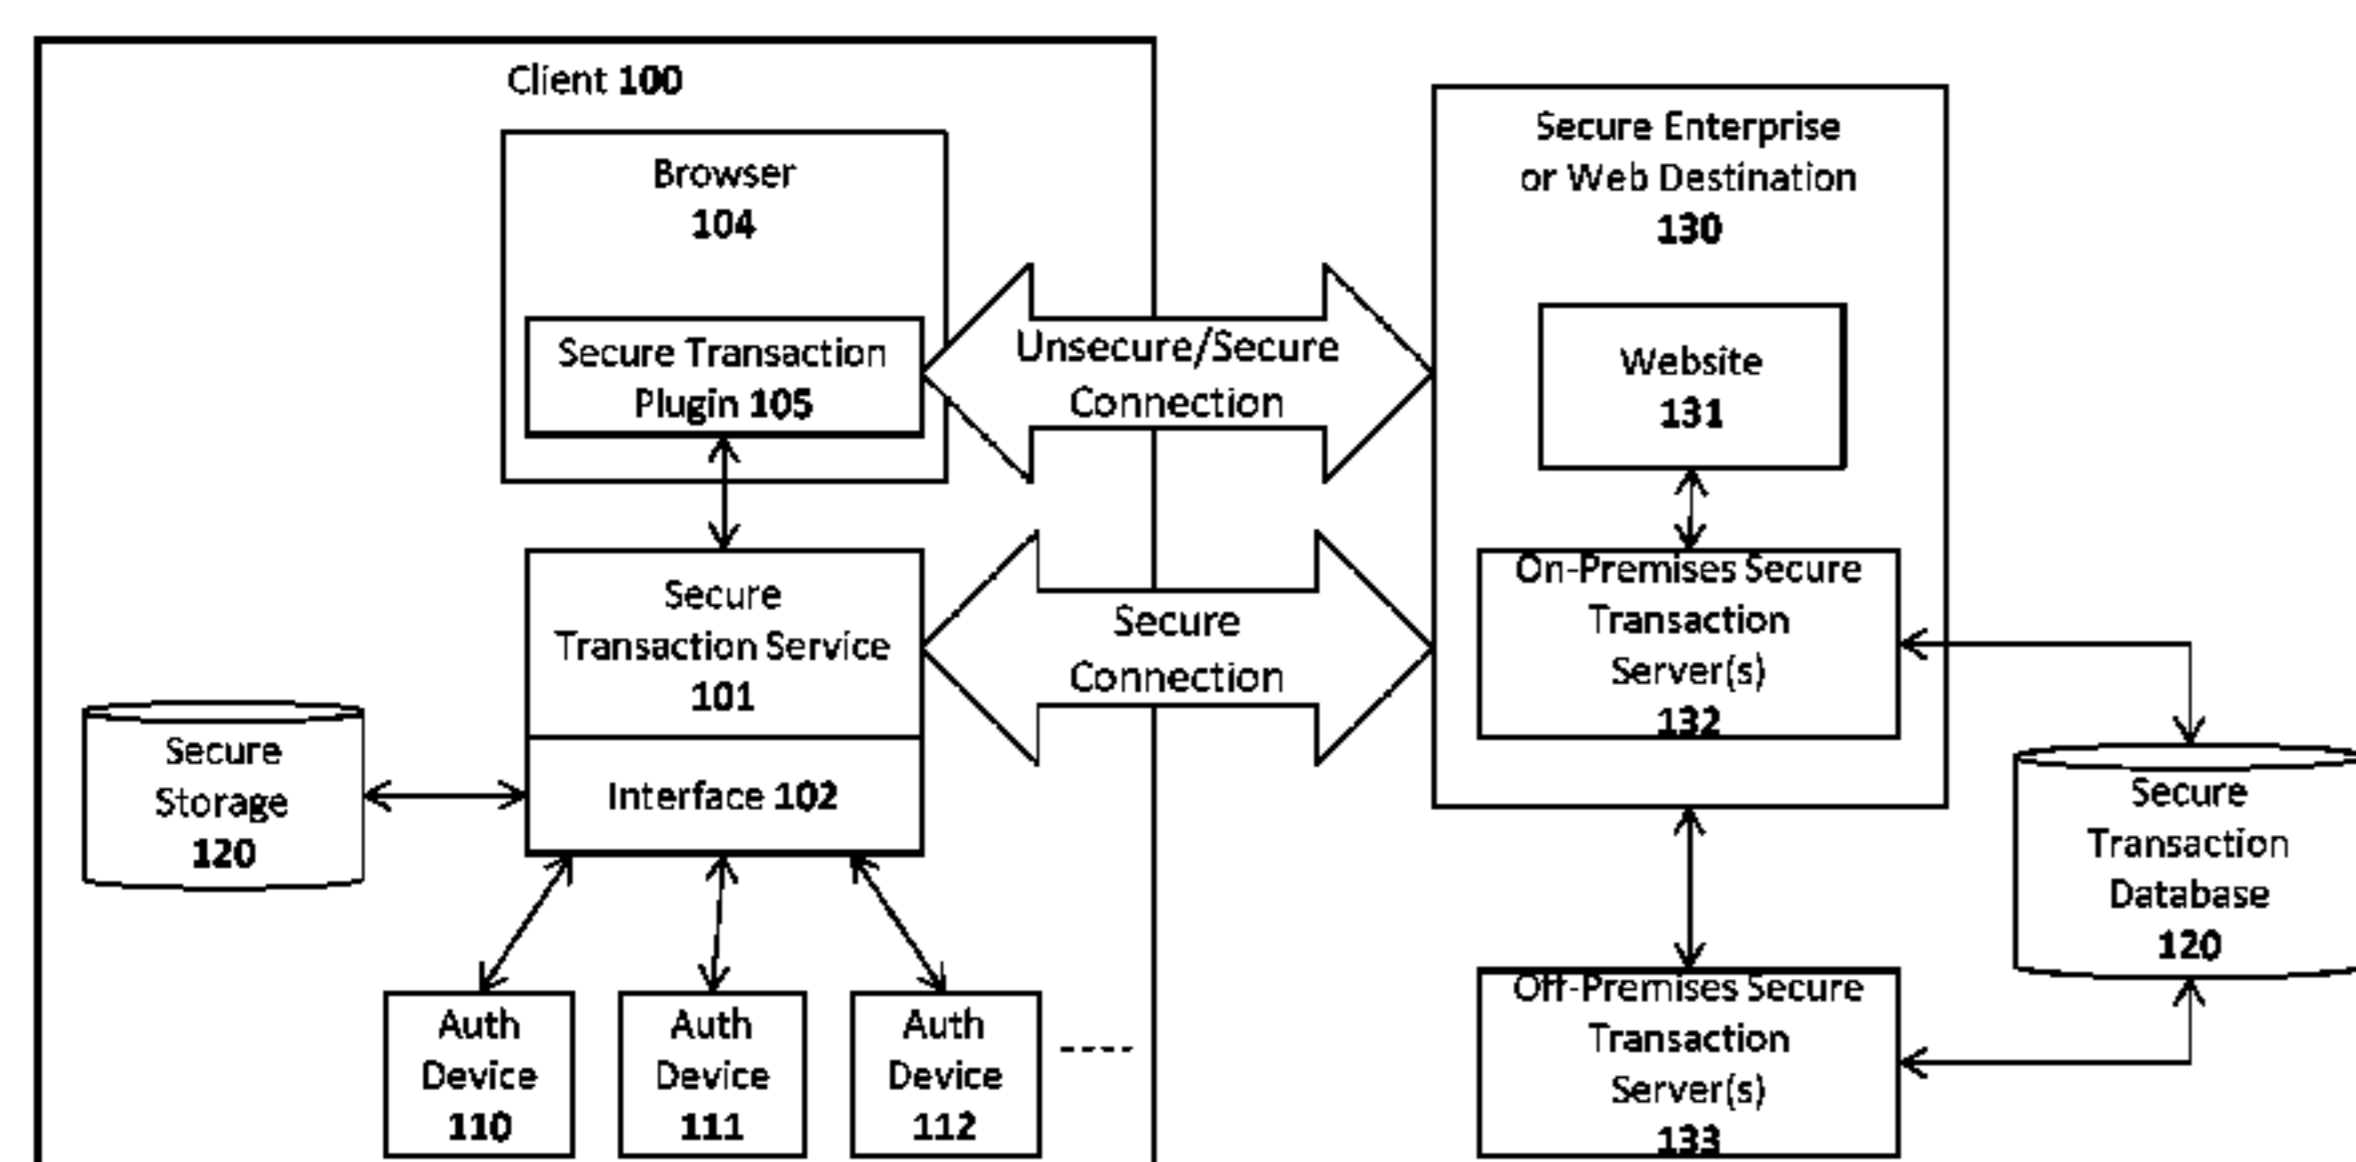 Client 100
Browser
104
Secure Transaction
Plugin 105
Unsecure/Secure
Connection
Secure Enterprise
or Web Destination
130
Website
131
Secure
Transaction Service
101
Interface 102
Secure
Connection
On-Premises Secure
Transaction
Server(s)
132
Secure
Storage
120
Secure
Transaction
Database
120
Auth
Device
110
Auth
Device
111
Auth
Device
112
----
Off-Premises Secure
Transaction
Server(s)
133